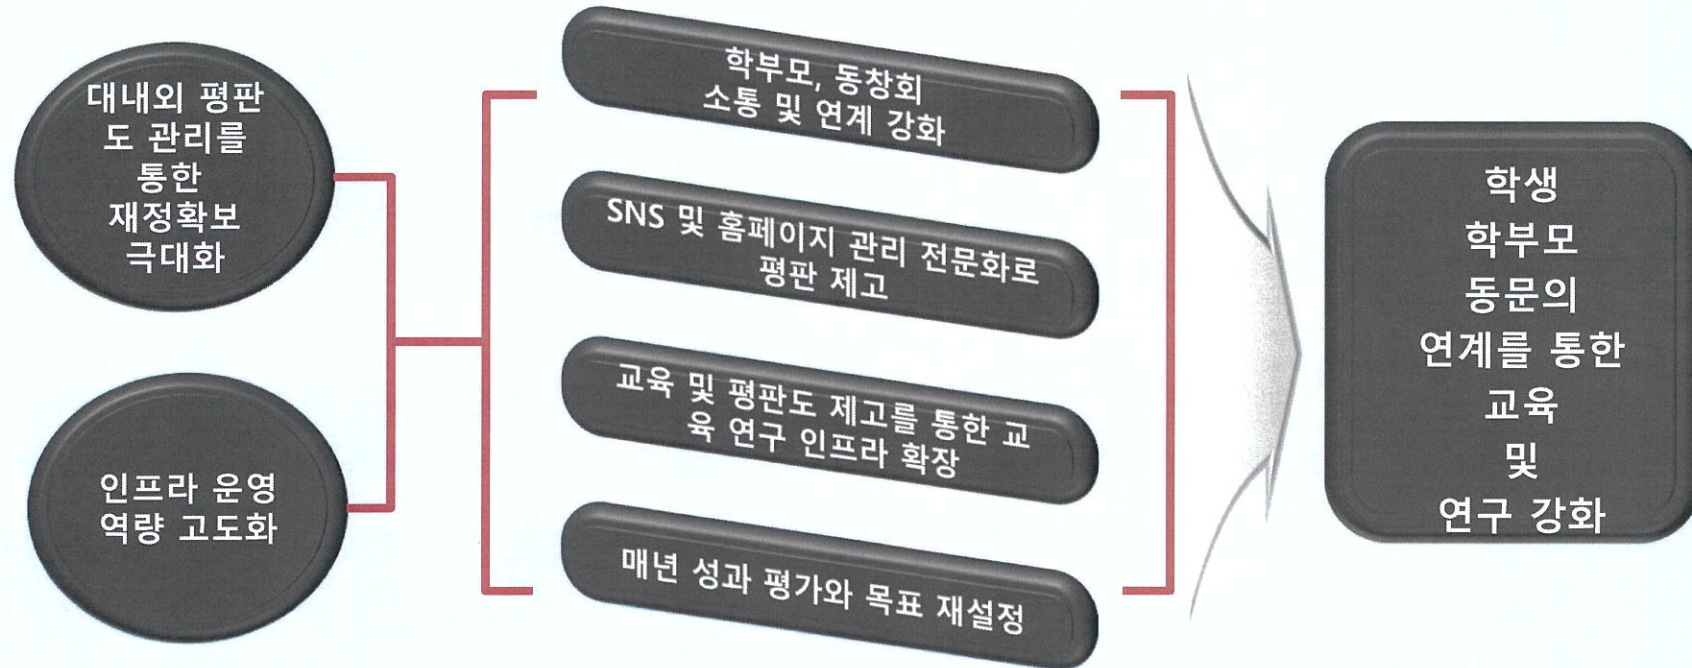 대내외 평판
도 관리를
통한
재정확보
극대화
인프라 운영
역량 고도화
학부모, 동창회
소통 및 연계 강화
SNS 및 홈페이지 관리 전문화로
평판 제고
교육 및 평판도 제고를 통한 교
육 연구 인프라 확장
매년 성과 평가와 목표 재설정
학생
학부모
동문의
연계를 통한
교육
및
연구 강화